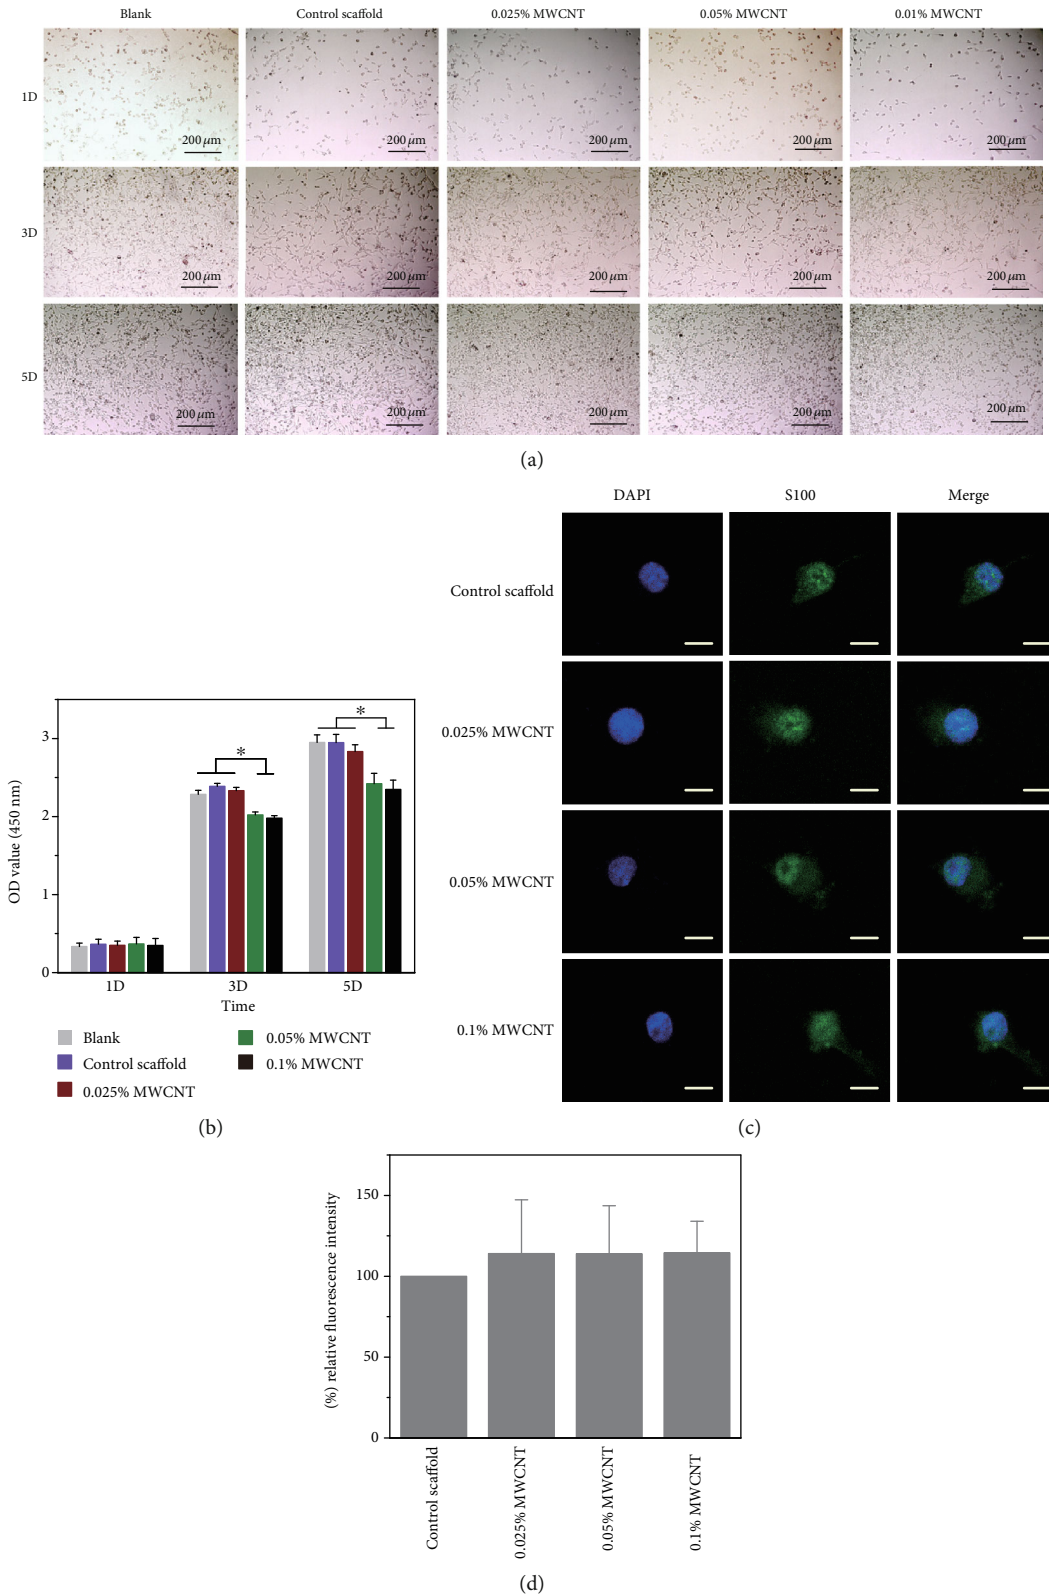 Blank Control scaffold 0.025% MWCNT 0.05% MWCNT 0.01% MWCNT
1D
200 µm 200 µm 200 µm 200 µm 200 µm
3D
200 µm 200 µm 200 µm 200 µm 200 µm
5D
200 µm 200 µm 200 µm 200 µm 200 µm
(a)
DAPI S100 Merge
Control scaffold
0.025% MWCNT
0.05% MWCNT
0.1% MWCNT
(c)
OD value (450 nm)
3
2
1
0
* *
1D 3D 5D
Time
Blank
Control scaffold
0.025% MWCNT
0.05% MWCNT
0.1% MWCNT
(b)
(%) relative fluorescence intensity
150
100
50
0
Control scaffold
0.025% MWCNT
0.05% MWCNT
0.1% MWCNT
(d)